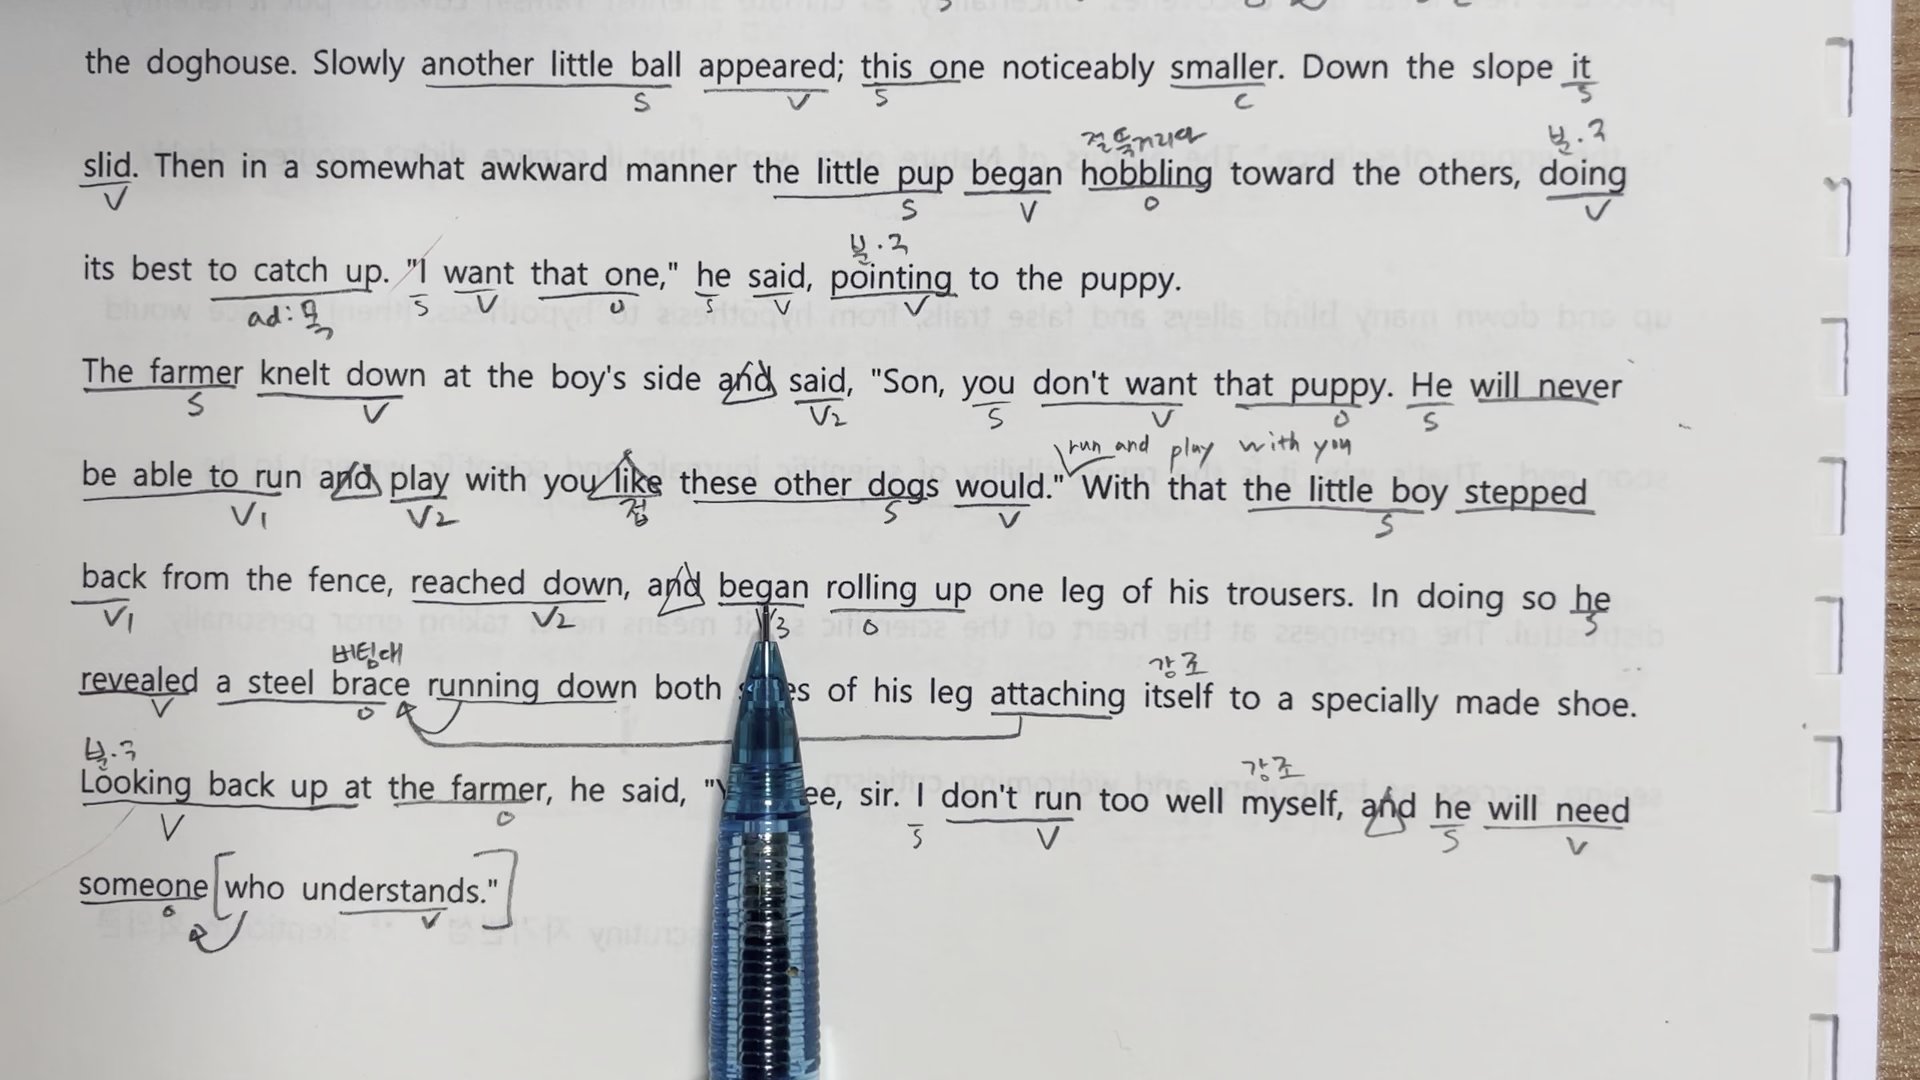 the doghouse. Slowly another little ball appeared; this one noticeably smaller. Down the slope it
S V S C S
절뚝거리다 분.구
slid. Then in a somewhat awkward manner the little pup began hobbling toward the others, doing
V S V O V
분.구
its best to catch up. "I want that one," he said, pointing to the puppy.
ad:목 S V O S V V
The farmer knelt down at the boy's side and said, "Son, you don't want that puppy. He will never
S V V2 S V O S
run and play with you
be able to run and play with you like these other dogs would." With that the little boy stepped
V1 V2 접 S V S
back from the fence, reached down, and began rolling up one leg of his trousers. In doing so he
V1 V2 V3 O S
버팀대 강조
revealed a steel brace running down both es of his leg attaching itself to a specially made shoe.
V O
분.구 강조
Looking back up at the farmer, he said, "Y ee, sir. I don't run too well myself, and he will need
V O S V S V
someone [who understands."]
O V